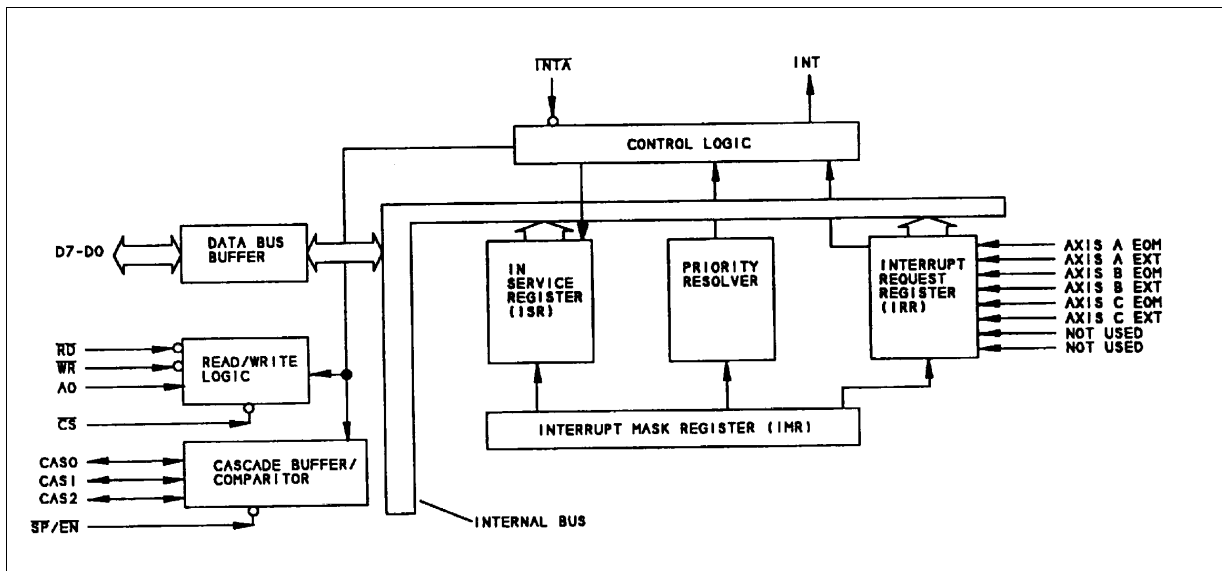 INTA
INT
CONTROL LOGIC
D7-D0
DATA BUS
BUFFER
IN
SERVICE
REGISTER
(ISR)
PRIORITY
RESOLVER
INTERRUPT
REQUEST
REGISTER
(IRR)
AXIS A EOM
AXIS A EXT
AXIS B EOM
AXIS B EXT
AXIS C EOM
AXIS C EXT
NOT USED
NOT USED
RD
WR
A0
CS
READ/WRITE
LOGIC
INTERRUPT MASK REGISTER (IMR)
CAS0
CAS1
CAS2
SP/EN
CASCADE BUFFER/
COMPARITOR
INTERNAL BUS